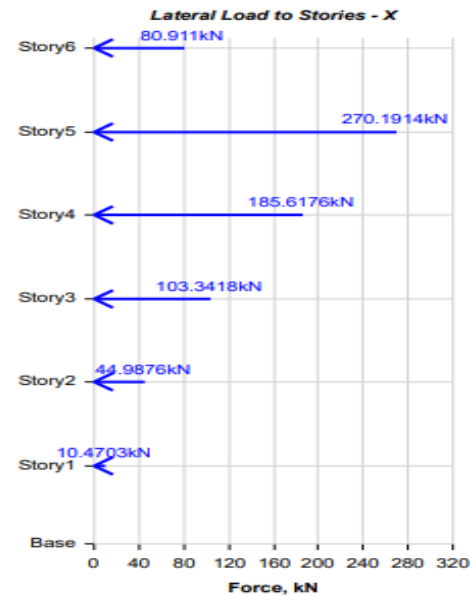 Lateral Load to Stories - X
Story6
80.911kN
Story5
270.1914kN
Story4
185.6176kN
Story3
103.3418kN
Story2
44.9876kN
Story1
10.4703kN
Base
0 40 80 120 160 200 240 280 320
Force, kN